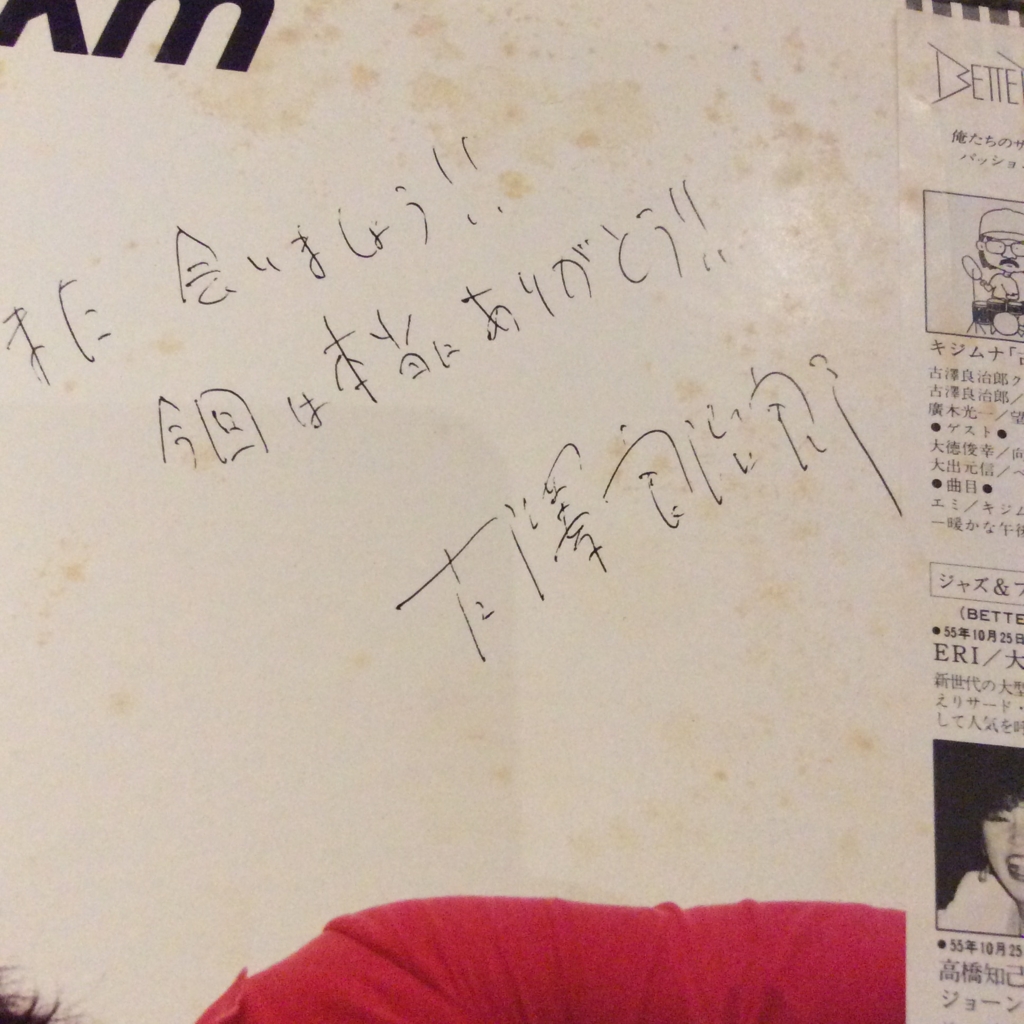 また 会いましょう!!
今回は本当にありがとう!!
古澤良治郎
俺たちの
パッショ
キジムナ「
古澤良治郎
古澤良治郎/
廣木光一/望
●ゲスト●
大徳俊幸/向
大出元信/
●曲目●
エミ/キジム
一暖かな午後
ジャズ&
(BETTE
●55年10月25日
ERI/大
新世代の大型
えりサード・
して人気を呼
●55年10月25
高橋知己
ジョーン